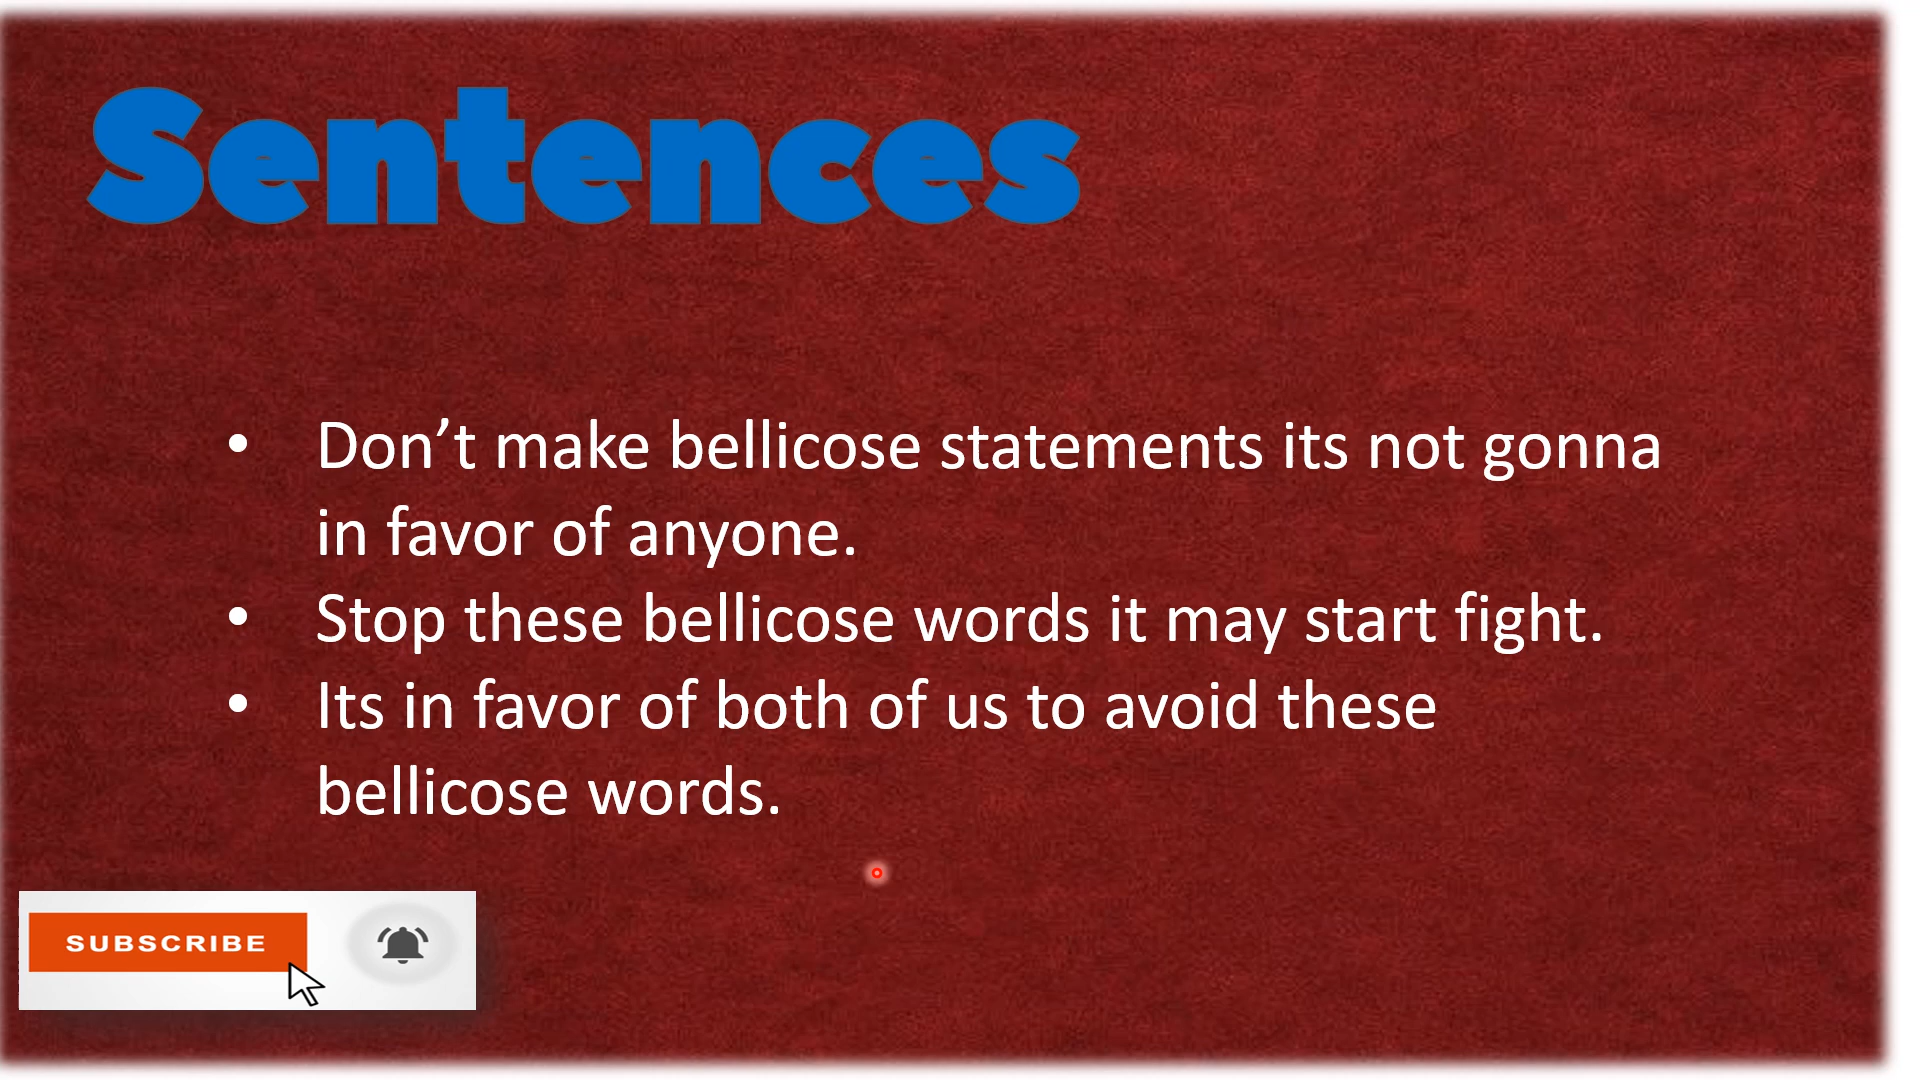 Sentences
• Don’t make bellicose statements its not gonna
in favor of anyone.
• Stop these bellicose words it may start fight.
• Its in favor of both of us to avoid these
bellicose words.
SUBSCRIBE